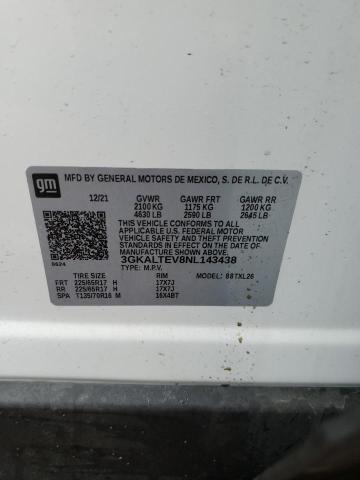 gm
MFD BY GENERAL MOTORS DE MEXICO, S. DE R.L. DE C.V.
12/21 GVWR GAWR FRT GAWR RR
2100 KG 1175 KG 1200 KG
4630 LB 2590 LB 2645 LB
THIS VEHICLE CONFORMS TO ALL
APPLICABLE U.S. FEDERAL MOTOR
VEHICLE SAFETY, BUMPER, AND
THEFT PREVENTION STANDARDS IN
EFFECT ON THE DATE OF
MANUFACTURE SHOWN ABOVE.
3GKALTEV8NL143438
8624 TYPE: M.P.V. MODEL: 88TXL26
TIRE SIZE RIM
FRT 225/65R17 H 17X7J
RR 225/65R17 H 17X7J
SPA T135/70R16 M 16X4BT